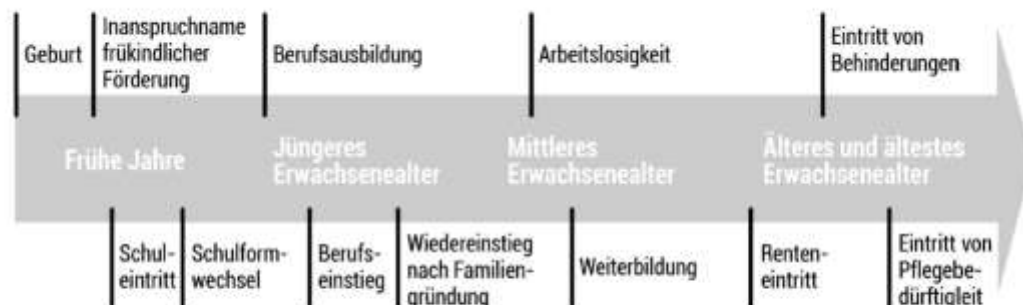 Geburt
Inanspruchname
frükindlicher
Förderung
Berufsausbildung
Arbeitslosigkeit
Eintritt von
Behinderungen
Frühe Jahre
Jüngeres
Erwachsenealter
Mittleres
Erwachsenealter
Älteres und ältestes
Erwachsenealter
Schul-
eintritt
Schulform-
wechsel
Berufs-
einstieg
Wiedereinstieg
nach Familien-
gründung
Weiterbildung
Renten-
eintritt
Eintritt von
Pflegebe-
dürftigleit